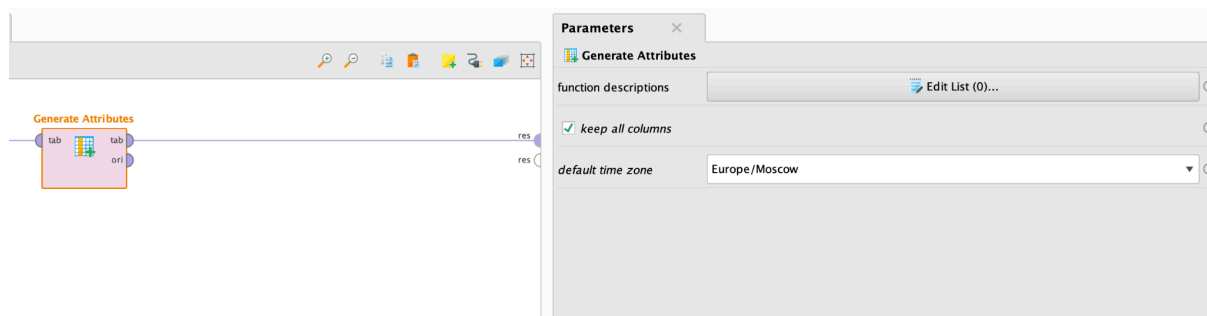 Parameters
Generate Attributes
function descriptions
Edit List (0)...
keep all columns
default time zone
Europe/Moscow
Generate Attributes
tab
tab
ori
res
res